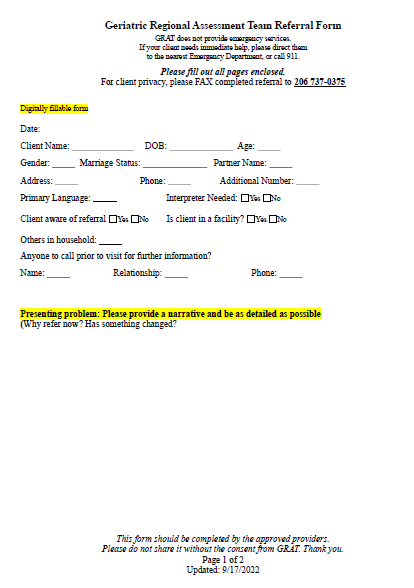 Geriatric Regional Assessment Team Referral Form
GRAT does not provide emergency services.
If your client needs immediate help, please direct them
to the nearest Emergency Department, or call 911.
Please fill out all pages enclosed.
For client privacy, please FAX completed referral to 206 737-0375
Digitally fillable form
Date:
Client Name: ______________ DOB: ______________ Age: _____
Gender: _____ Marriage Status: ______________ Partner Name: _____
Address: _____ Phone: _____ Additional Number: _____
Primary Language: _____ Interpreter Needed: ☐Yes ☐No
Client aware of referral ☐Yes ☐No Is client in a facility? ☐Yes ☐No
Others in household: _____
Anyone to call prior to visit for further information?
Name: _____ Relationship: _____ Phone: _____
Presenting problem: Please provide a narrative and be as detailed as possible
(Why refer now? Has something changed?
This form should be completed by the approved providers.
Please do not share it without the consent from GRAT. Thank you.
Page 1 of 2
Updated: 9/17/2022